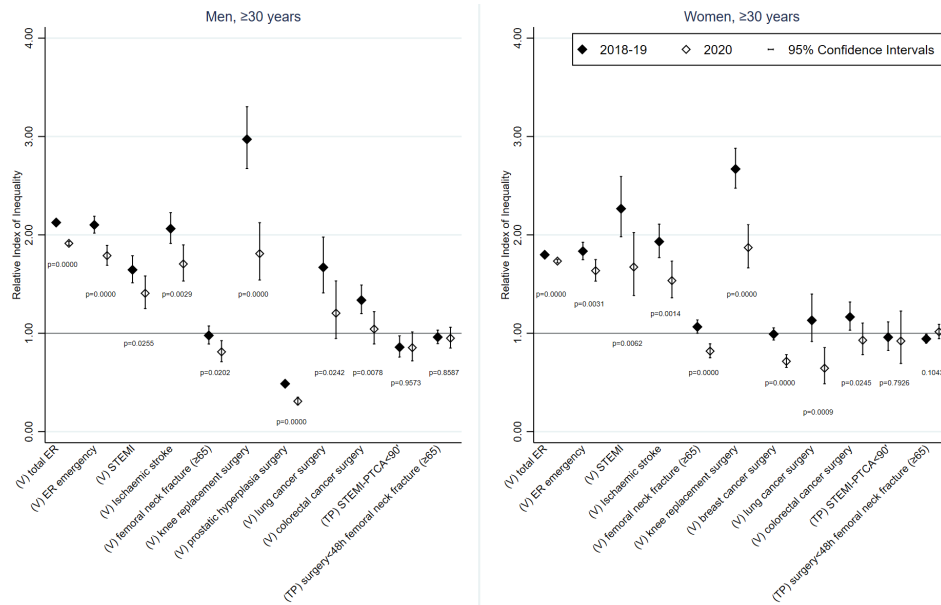 Men, ≥30 years
4.00
3.00
2.00
1.00
0.00
Relative Index of Inequality
p=0.0000
p=0.0000
p=0.0255
p=0.0029
p=0.0202
p=0.0000
p=0.0000
p=0.0242
p=0.0078
p=0.9573
p=0.8587
(V) total ER
(V) ER emergency
(V) STEMI
(V) Ischaemic stroke
(V) femoral neck fracture (≥65)
(V) knee replacement surgery
(V) prostatic hyperplasia surgery
(V) lung cancer surgery
(V) colorectal cancer surgery
(TP) STEMI-PTCA<90'
(TP) surgery<48h femoral neck fracture (≥65)
Women, ≥30 years
2018-19
2020
95% Confidence Intervals
4.00
3.00
2.00
1.00
0.00
Relative Index of Inequality
p=0.0000
p=0.0031
p=0.0062
p=0.0014
p=0.0000
p=0.0000
p=0.0000
p=0.0009
p=0.0245
p=0.7926
(V) total ER
(V) ER emergency
(V) STEMI
(V) Ischaemic stroke
(V) femoral neck fracture (≥65)
(V) knee replacement surgery
(V) breast cancer surgery
(V) lung cancer surgery
(V) colorectal cancer surgery
(TP) STEMI-PTCA<90'
(TP) surgery<48h femoral neck fracture (≥65)